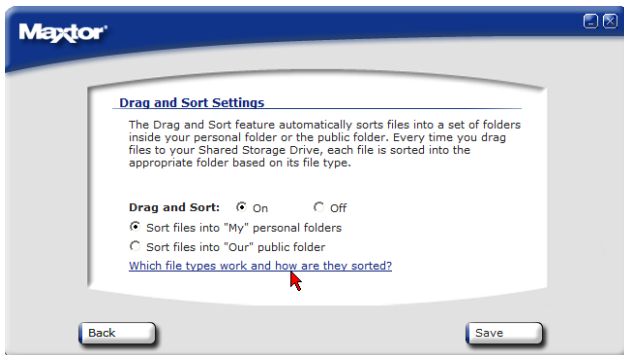 Maxtor
Drag and Sort Settings
The Drag and Sort feature automatically sorts files into a set of folders
inside your personal folder or the public folder. Every time you drag
files to your Shared Storage Drive, each file is sorted into the
appropriate folder based on its file type.
Drag and Sort: On Off
Sort files into "My" personal folders
Sort files into "Our" public folder
Which file types work and how are they sorted?
Back Save